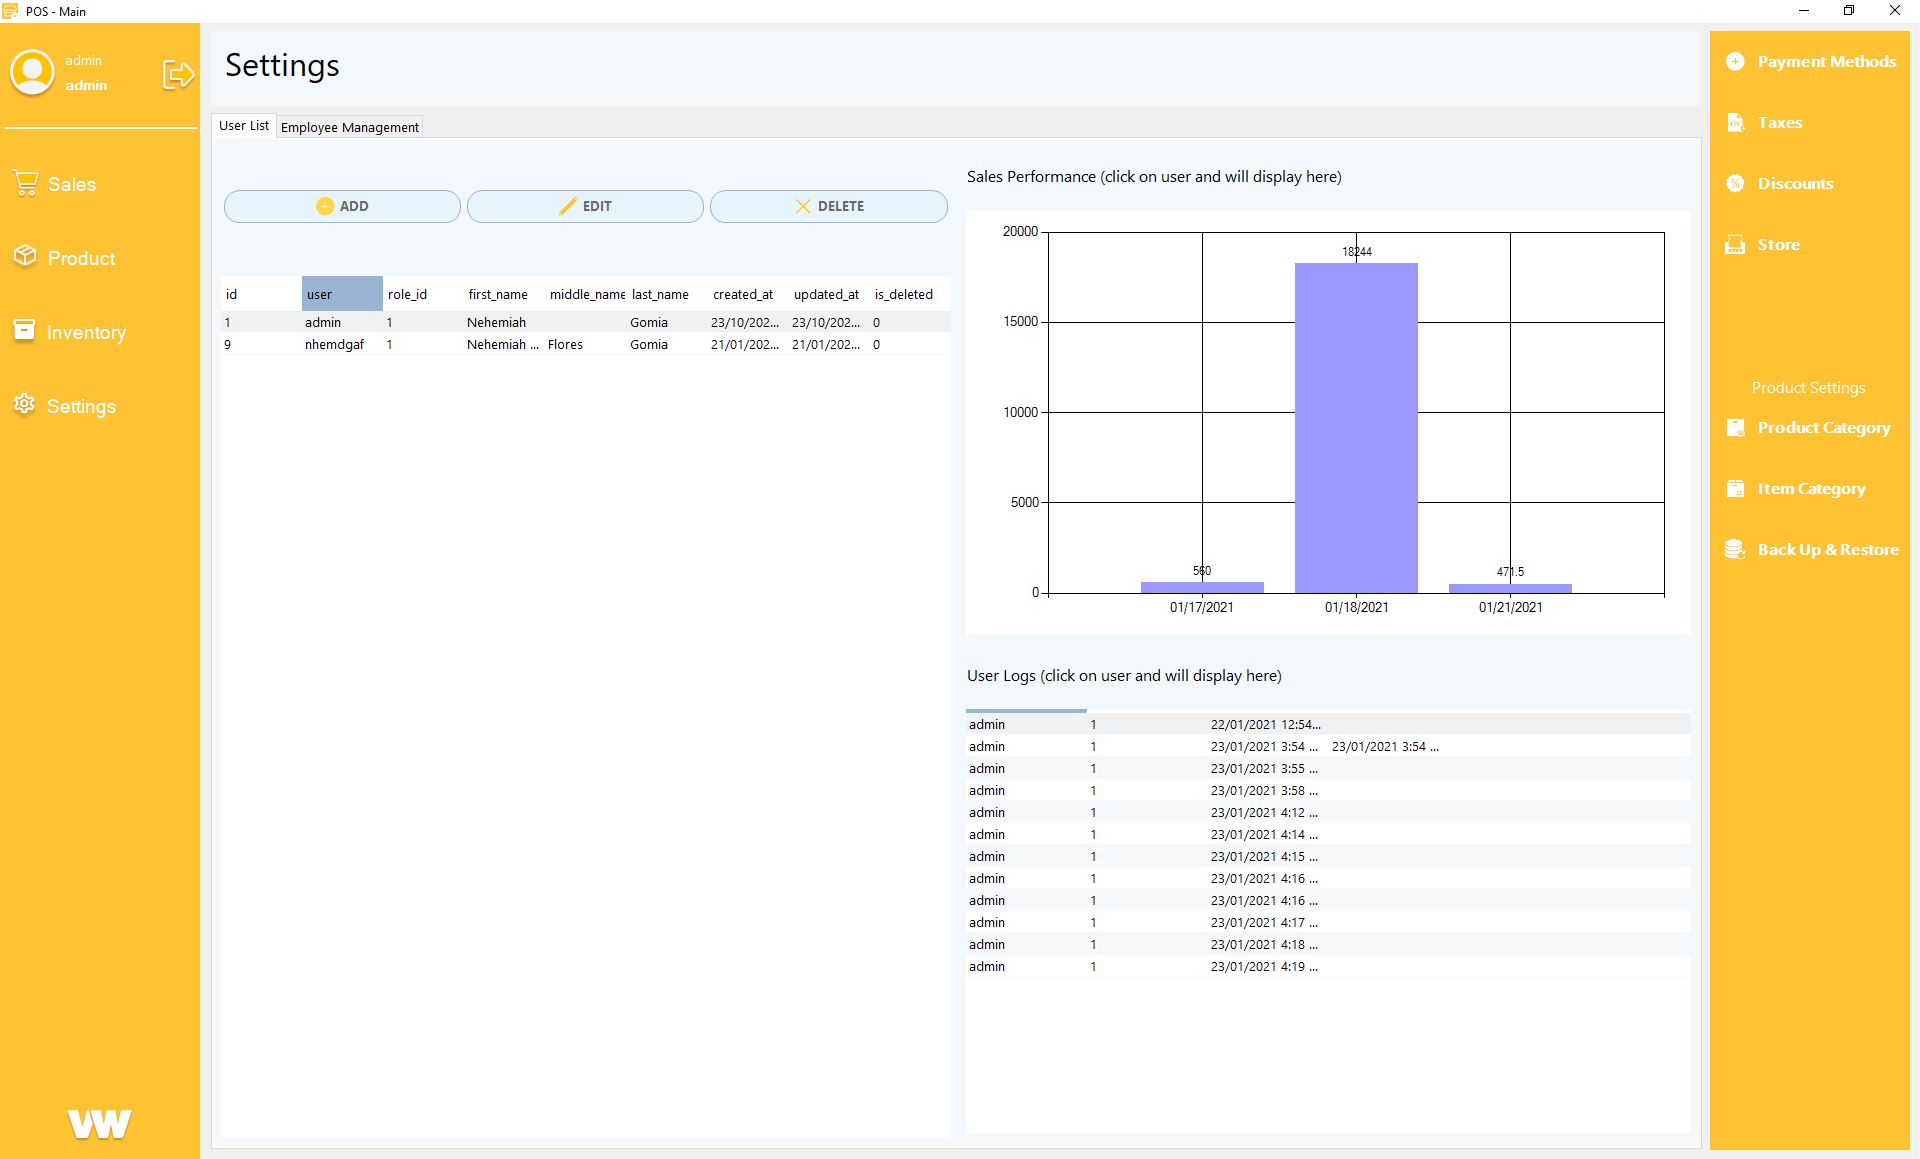 POS - Main
admin
admin
Sales
Product
Inventory
Settings
VW
Settings
User List
Employee Management
ADD
EDIT
DELETE
id user role_id first_name middle_name last_name created_at updated_at is_deleted
1 admin 1 Nehemiah Gomia 23/10/202... 23/10/202... 0
9 nhemdgaf 1 Nehemiah ... Flores Gomia 21/01/202... 21/01/202... 0
Sales Performance (click on user and will display here)
20000
15000
10000
5000
0
560
18244
471.5
01/17/2021
01/18/2021
01/21/2021
User Logs (click on user and will display here)
admin 1 22/01/2021 12:54...
admin 1 23/01/2021 3:54 ... 23/01/2021 3:54 ...
admin 1 23/01/2021 3:55 ...
admin 1 23/01/2021 3:58 ...
admin 1 23/01/2021 4:12 ...
admin 1 23/01/2021 4:14 ...
admin 1 23/01/2021 4:15 ...
admin 1 23/01/2021 4:16 ...
admin 1 23/01/2021 4:16 ...
admin 1 23/01/2021 4:17 ...
admin 1 23/01/2021 4:18 ...
admin 1 23/01/2021 4:19 ...
Payment Methods
Taxes
Discounts
Store
Product Settings
Product Category
Item Category
Back Up & Restore